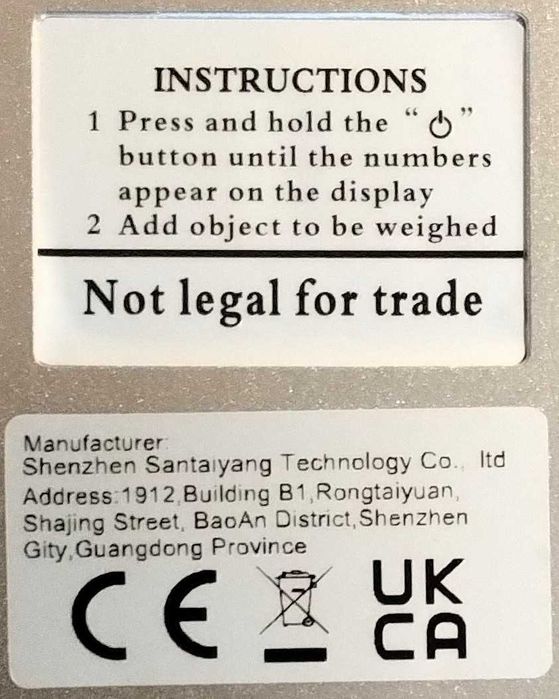 INSTRUCTIONS
1 Press and hold the “⏻”
button until the numbers
appear on the display
2 Add object to be weighed
Not legal for trade
Manufacturer:
Shenzhen Santaiyang Technology Co., ltd
Address:1912,Building B1,Rongtaiyuan,
Shajing Street, BaoAn District,Shenzhen
Gity,Guangdong Province
CE
UK
CA